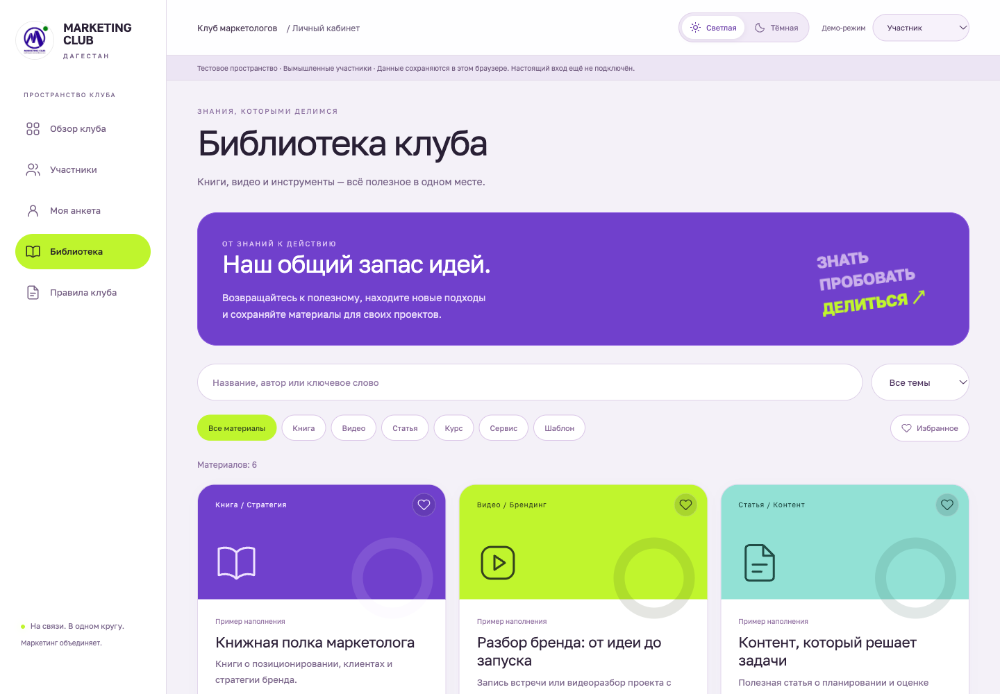 MARKETING
CLUB
ДАГЕСТАН
MARKETING CLUB
ПРОСТРАНСТВО КЛУБА
Обзор клуба
Участники
Моя анкета
Библиотека
Правила клуба
На связи. В одном кругу.
Маркетинг объединяет.
Клуб маркетологов / Личный кабинет
Светлая
Тёмная
Демо-режим
Участник
Тестовое пространство · Вымышленные участники · Данные сохраняются в этом браузере. Настоящий вход ещё не подключён.
ЗНАНИЯ, КОТОРЫМИ ДЕЛИМСЯ
Библиотека клуба
Книги, видео и инструменты — всё полезное в одном месте.
ОТ ЗНАНИЙ К ДЕЙСТВИЮ
Наш общий запас идей.
Возвращайтесь к полезному, находите новые подходы
и сохраняйте материалы для своих проектов.
ЗНАТЬ
ПРОБОВАТЬ
ДЕЛИТЬСЯ ↗
Название, автор или ключевое слово
Все темы
Все материалы
Книга
Видео
Статья
Курс
Сервис
Шаблон
Избранное
Материалов: 6
Книга / Стратегия
Пример наполнения
Книжная полка маркетолога
Книги о позиционировании, клиентах и
стратегии бренда.
Видео / Брендинг
Пример наполнения
Разбор бренда: от идеи до
запуска
Запись встречи или видеоразбор проекта с
Статья / Контент
Пример наполнения
Контент, который решает
задачи
Полезная статья о планировании и оценке